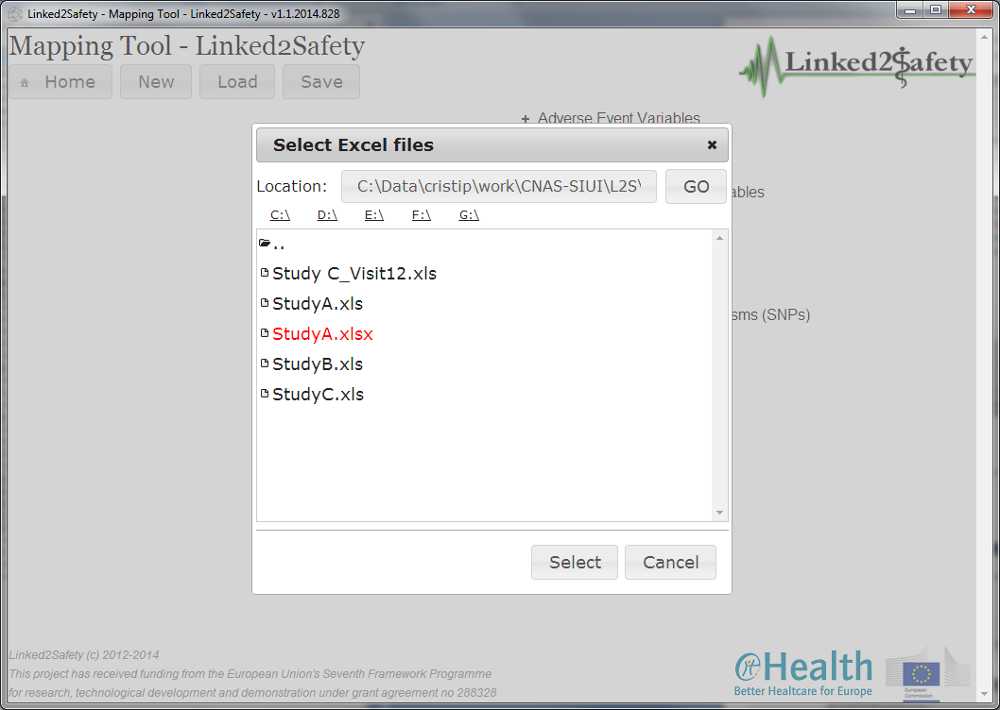 Linked2Safety - Mapping Tool - Linked2Safety - v1.1.2014.828
Mapping Tool - Linked2Safety
Linked2Safety
Home New Load Save
+ Adverse Event Variables
Select Excel files
Location: C:\Data\cristip\work\CNAS-SIUI\L2S\ GO
ables
C:\ D:\ E:\ F:\ G:\
..
Study C_Visit12.xls
StudyA.xls
sms (SNPs)
StudyA.xlsx
StudyB.xls
StudyC.xls
Select Cancel
Linked2Safety (c) 2012-2014
This project has received funding from the European Union's Seventh Framework Programme
for research, technological development and demonstration under grant agreement no 288328
eHealth
Better Healtcare for Europe
European
Commission